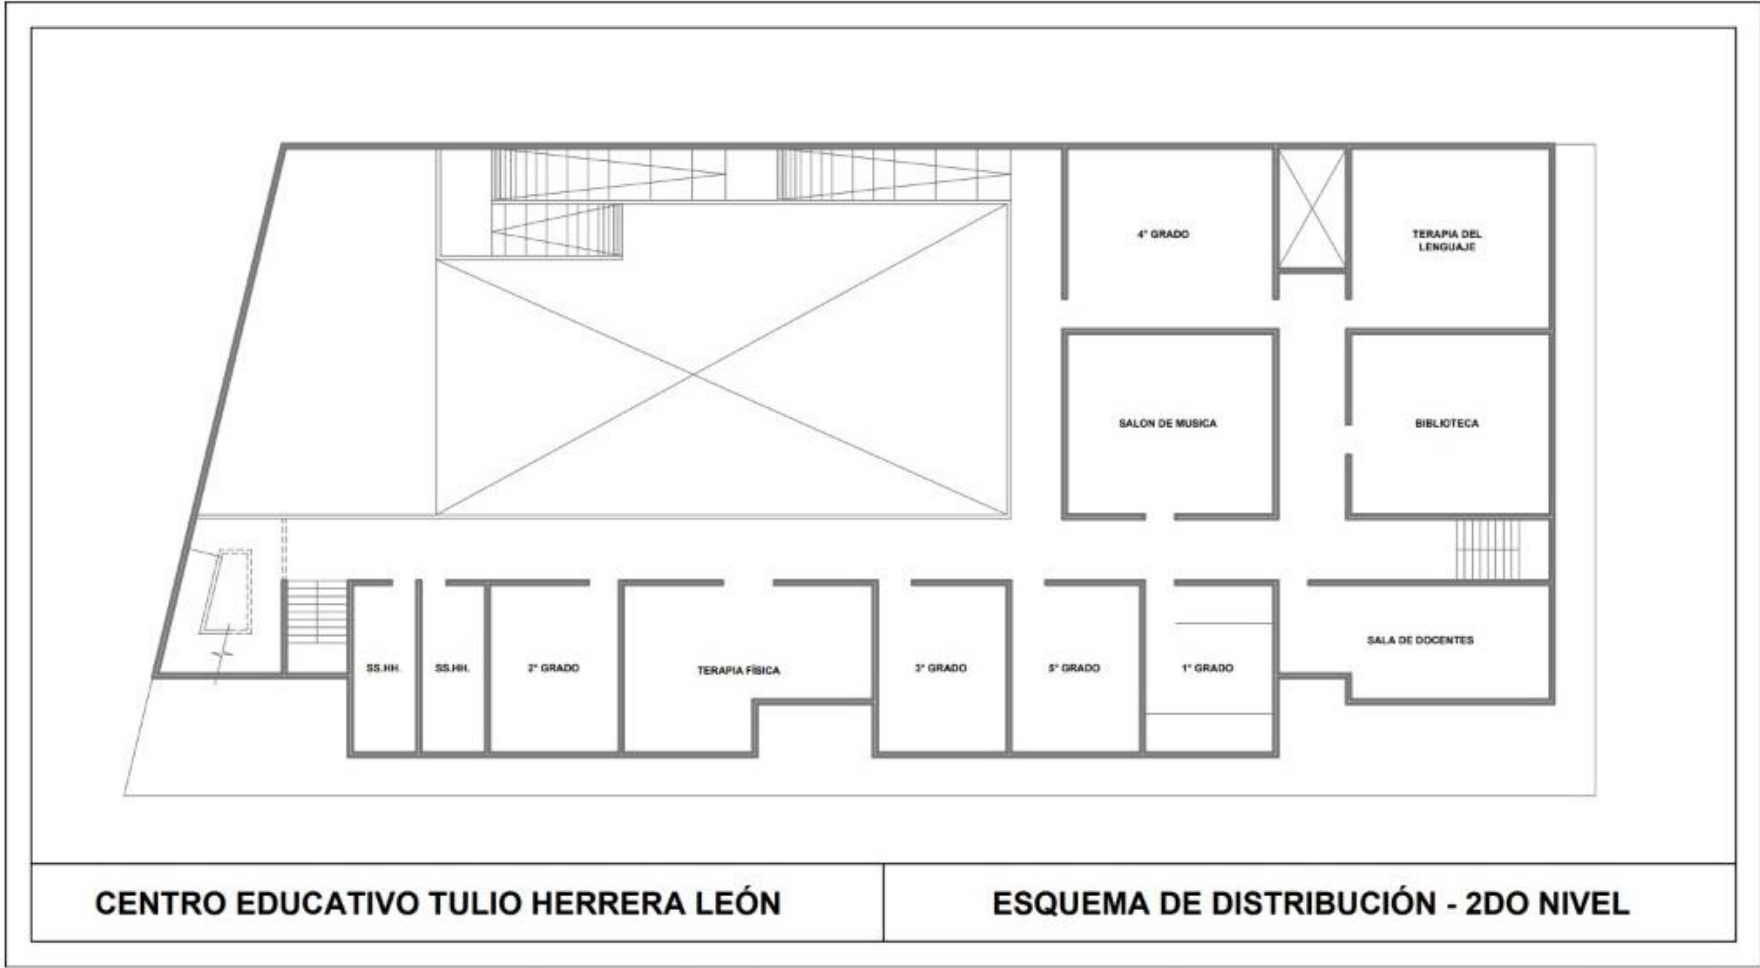 4° GRADO
TERAPIA DEL
LENGUAJE
SALON DE MUSICA
BIBLIOTECA
SS.HH.
SS.HH.
2° GRADO
TERAPIA FÍSICA
3° GRADO
5° GRADO
1° GRADO
SALA DE DOCENTES
CENTRO EDUCATIVO TULIO HERRERA LEÓN
ESQUEMA DE DISTRIBUCIÓN - 2DO NIVEL